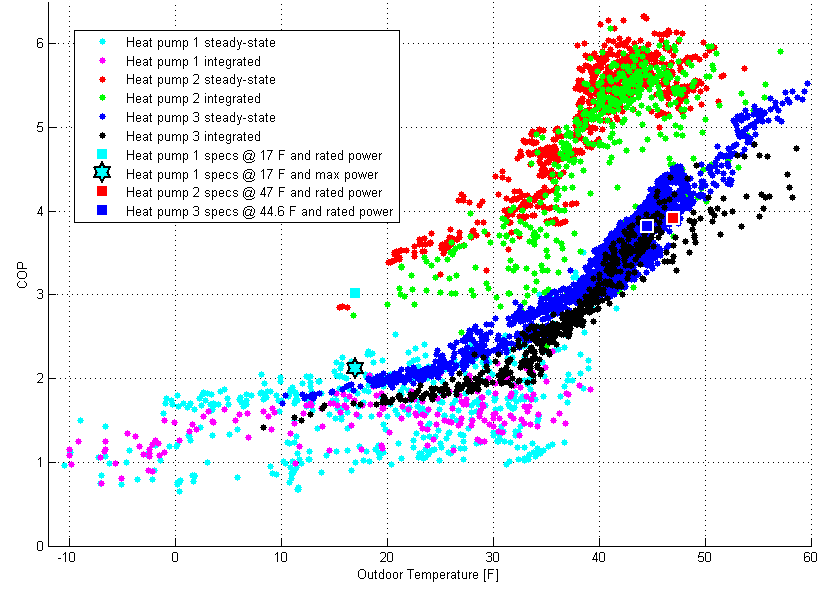 6
Heat pump 1 steady-state
Heat pump 1 integrated
Heat pump 2 steady-state
Heat pump 2 integrated
Heat pump 3 steady-state
Heat pump 3 integrated
Heat pump 1 specs @ 17 F and rated power
Heat pump 1 specs @ 17 F and max power
Heat pump 2 specs @ 47 F and rated power
Heat pump 3 specs @ 44.6 F and rated power
5
4
COP
3
2
1
0
-10 0 10 20 30 40 50 60
Outdoor Temperature [F]